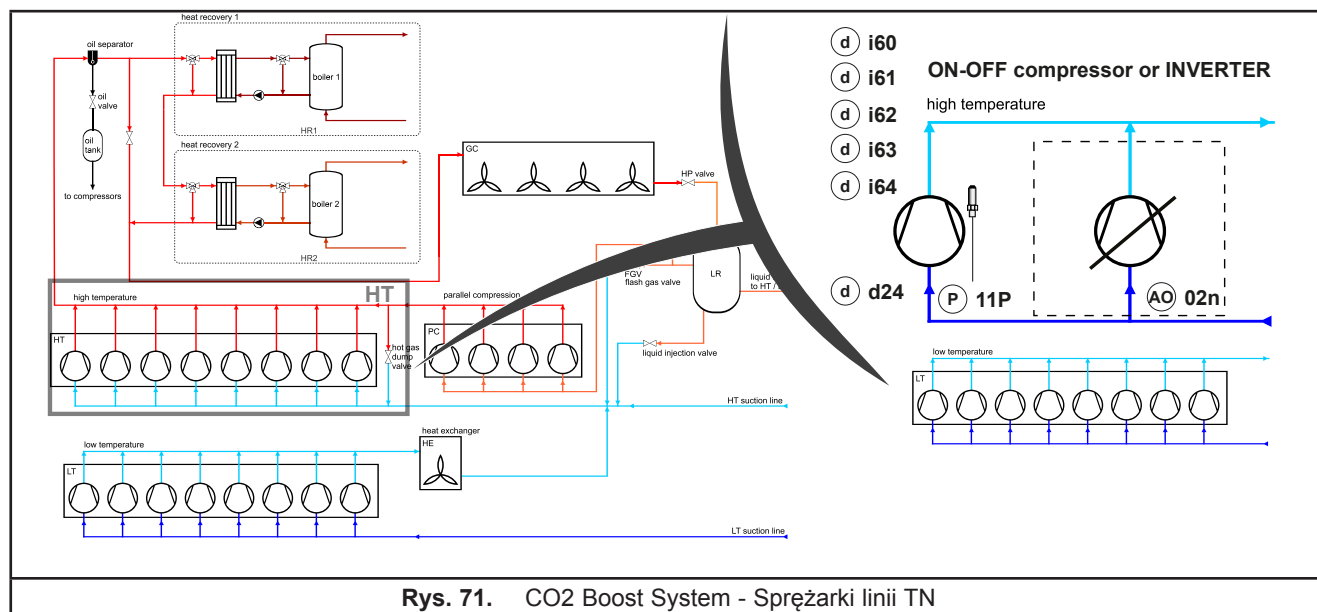 heat recovery 1
oil separator
boiler 1
oil
valve
HR1
oil
tank
heat recovery 2
to compressors
boiler 2
HR2
GC
HP valve
FGV
flash gas valve
LR
liquid
to HT /
high temperature
HT
parallel compression
HT
hot gas
dump
valve
PC
liquid injection valve
HT suction line
heat exchanger
low temperature
HE
LT
LT suction line
d i60
d i61
d i62
d i63
d i64
d d24
ON-OFF compressor or INVERTER
high temperature
P 11P
AO 02n
low temperature
LT
Rys. 71. CO2 Boost System - Sprężarki linii TN